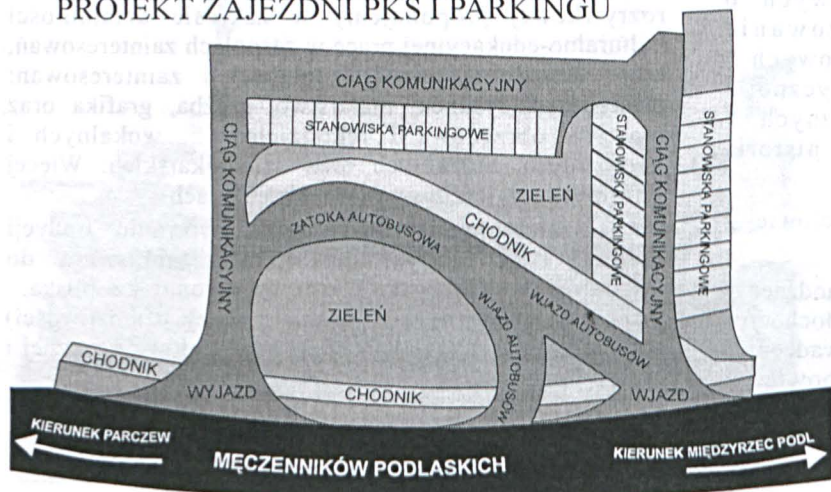 PROJEKT ZAJEZDNI PKS I PARKINGU
CIĄG KOMUNIKACYJNY
STANOWISKA PARKINGOWE
CIĄG KOMUNIKACYJNY
ZATOKA AUTOBUSOWA
CHODNIK
ZIELEŃ
STANOWISKA PARKINGOWE
CIĄG KOMUNIKACYJNY
STANOWISKA PARKINGOWE
ZIELEŃ
WJAZD AUTOBUSÓW
WJAZD AUTOBUSÓW
CHODNIK
WYJAZD
CHODNIK
WJAZD
KIERUNEK PARCZEW
MĘCZENNIKÓW PODLASKICH
KIERUNEK MIĘDZYRZEC PODL